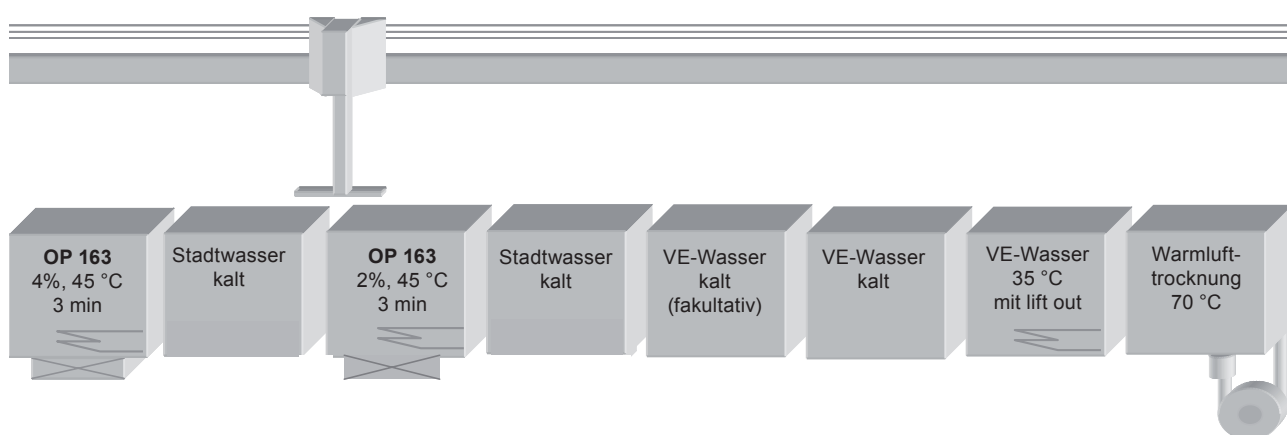 OP 163
4%, 45 °C
3 min
Stadtwasser
kalt
OP 163
2%, 45 °C
3 min
Stadtwasser
kalt
VE-Wasser
kalt
(fakultativ)
VE-Wasser
kalt
VE-Wasser
35 °C
mit lift out
Warmluft-
trocknung
70 °C